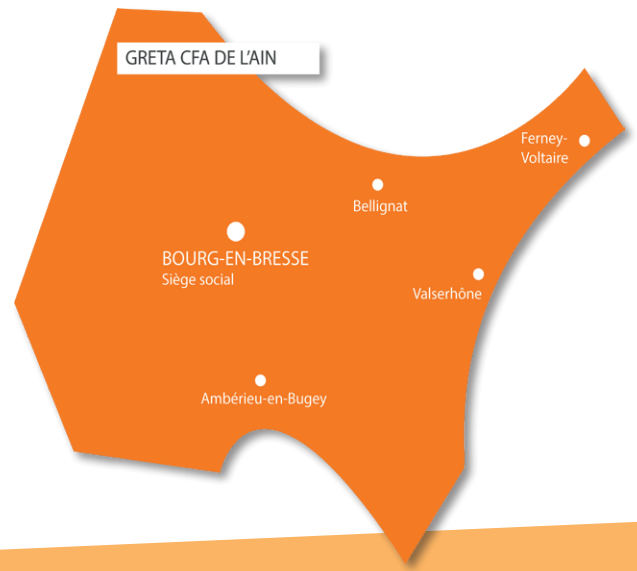 GRETA CFA DE L'AIN
Ferney-
Voltaire
Bellignat
BOURG-EN-BRESSE
Siège social
Valserhône
Ambérieu-en-Bugey